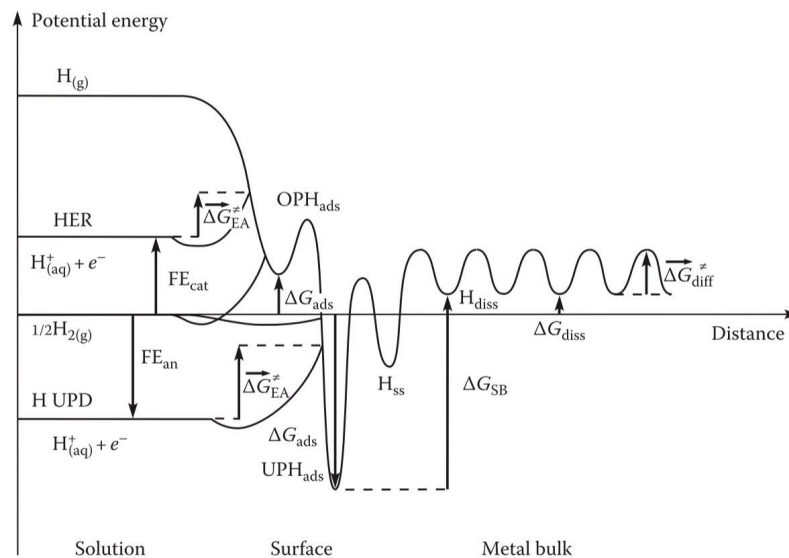 Potential energy
H(g)
OPHads
HER
ΔG≠EA
H+(aq) + e−
FEcat
ΔGads
Hdiss
ΔG≠diff
1/2H2(g)
ΔGdiss
Distance
FEan
ΔG≠EA
Hss
ΔGSB
H UPD
H+(aq) + e−
ΔGads
UPHads
Solution
Surface
Metal bulk